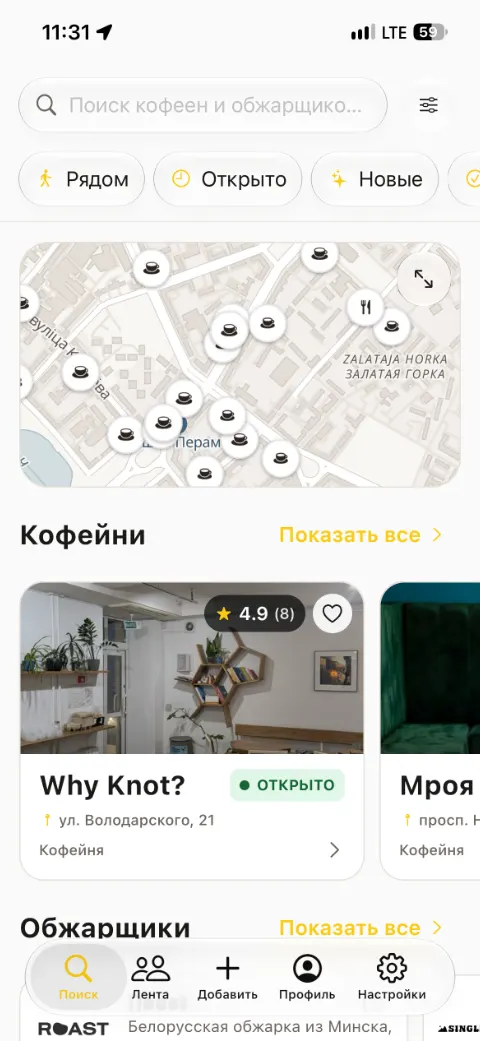 11:31
LTE
59
Поиск кофеен и обжарщико...
Рядом
Открыто
Новые
ZALATAJA HORKA
ЗАЛАТАЯ ГОРКА
вуліца К
Перам
Кофейни
Показать все
4.9 (8)
Why Knot?
ОТКРЫТО
Мроя
ул. Володарского, 21
просп. Н
Кофейня
Кофейня
Обжарщики
Показать все
Поиск
Лента
Добавить
Профиль
Настройки
ROAST
Белорусская обжарка из Минска,
SINGL